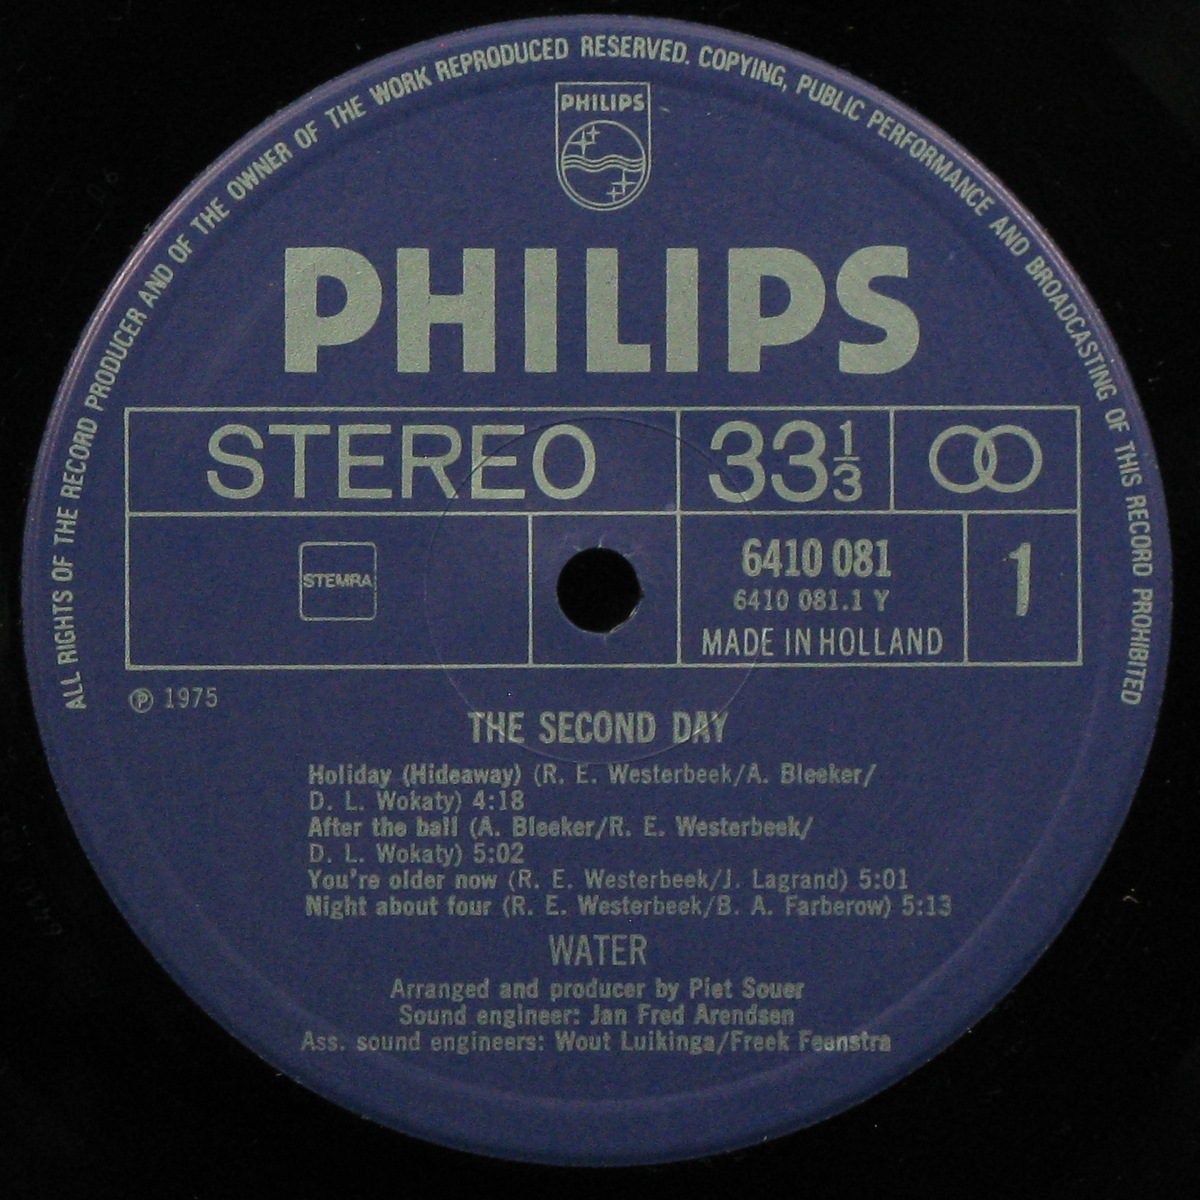 ALL RIGHTS OF THE RECORD PRODUCER AND OF THE OWNER OF THE WORK REPRODUCED RESERVED. COPYING, PUBLIC PERFORMANCE AND BROADCASTING OF THIS RECORD PROHIBITED
PHILIPS
PHILIPS
STEREO 33 1/3
STEMRA
6410 081
6410 081.1 Y
MADE IN HOLLAND
1
℗ 1975
THE SECOND DAY
Holiday (Hideaway) (R. E. Westerbeek/A. Bleeker/
D. L. Wokaty) 4:18
After the ball (A. Bleeker/R. E. Westerbeek/
D. L. Wokaty) 5:02
You're older now (R. E. Westerbeek/J. Lagrand) 5:01
Night about four (R. E. Westerbeek/B. A. Farberow) 5:13
WATER
Arranged and producer by Piet Souer
Sound engineer: Jan Fred Arendsen
Ass. sound engineers: Wout Luikinga/Freek Feenstra